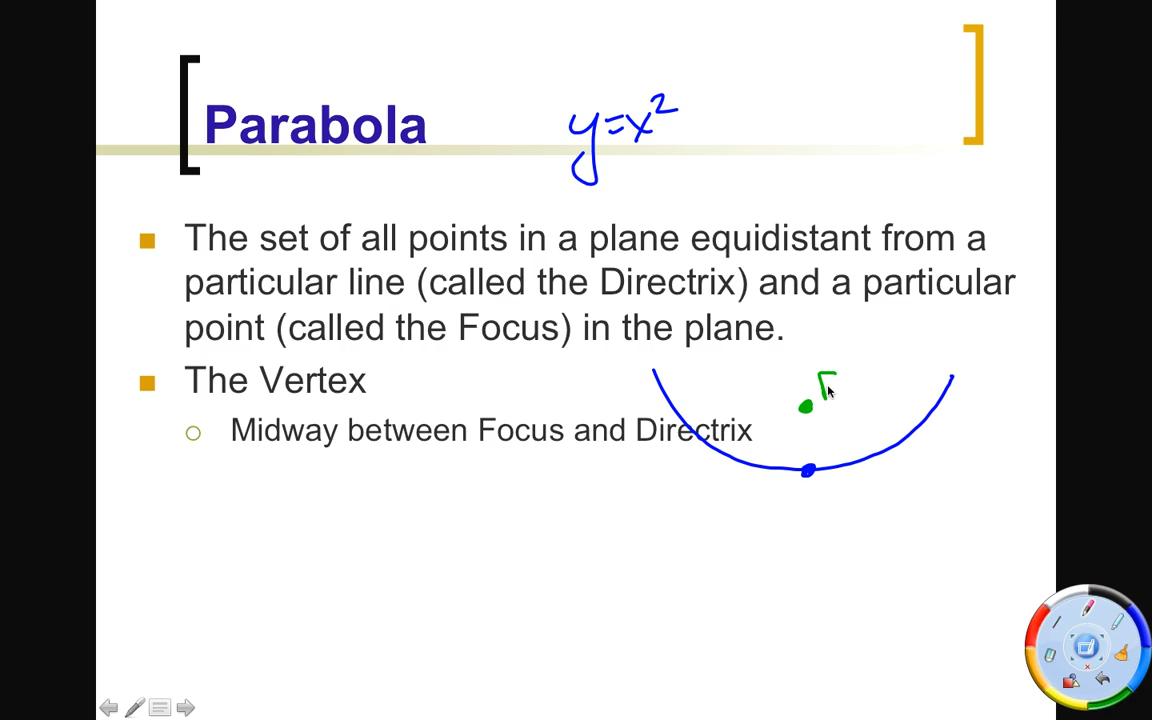 Parabola y=x²
The set of all points in a plane equidistant from a
particular line (called the Directrix) and a particular
point (called the Focus) in the plane.
The Vertex
Midway between Focus and Directrix